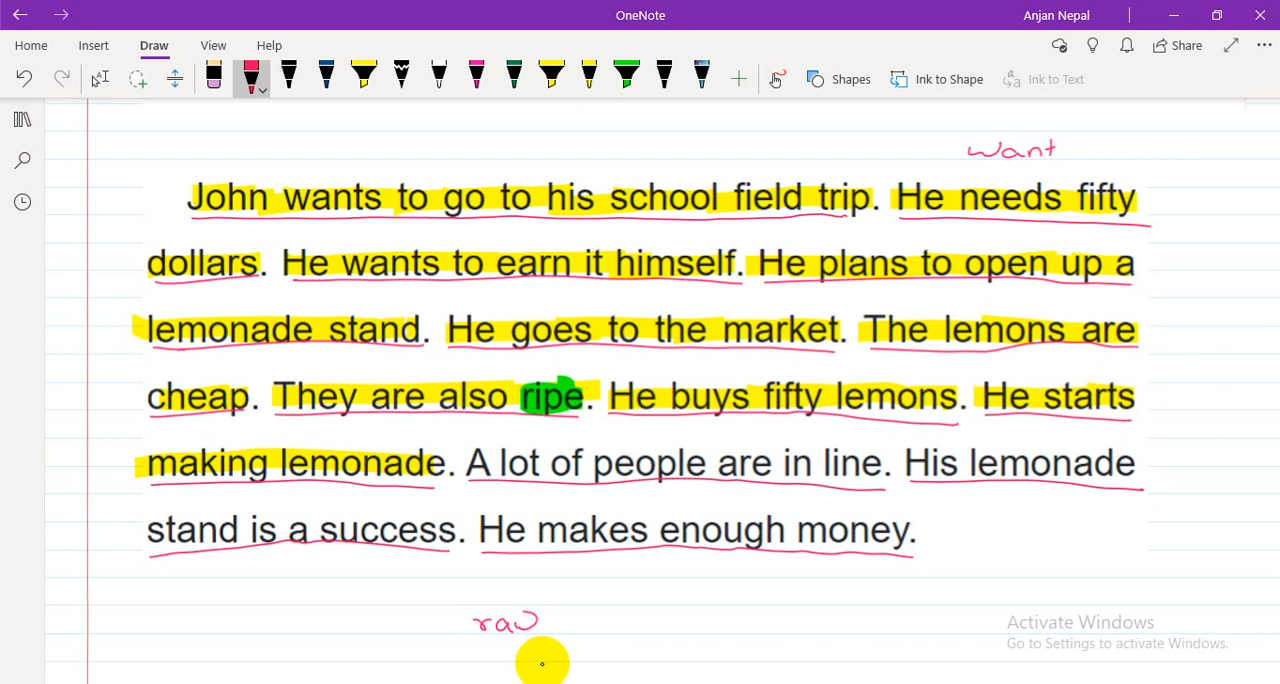 OneNote
Anjan Nepal
Home Insert Draw View Help
Share
Shapes Ink to Shape Ink to Text
want
John wants to go to his school field trip. He needs fifty
dollars. He wants to earn it himself. He plans to open up a
lemonade stand. He goes to the market. The lemons are
cheap. They are also ripe. He buys fifty lemons. He starts
making lemonade. A lot of people are in line. His lemonade
stand is a success. He makes enough money.
raw
Activate Windows
Go to Settings to activate Windows.